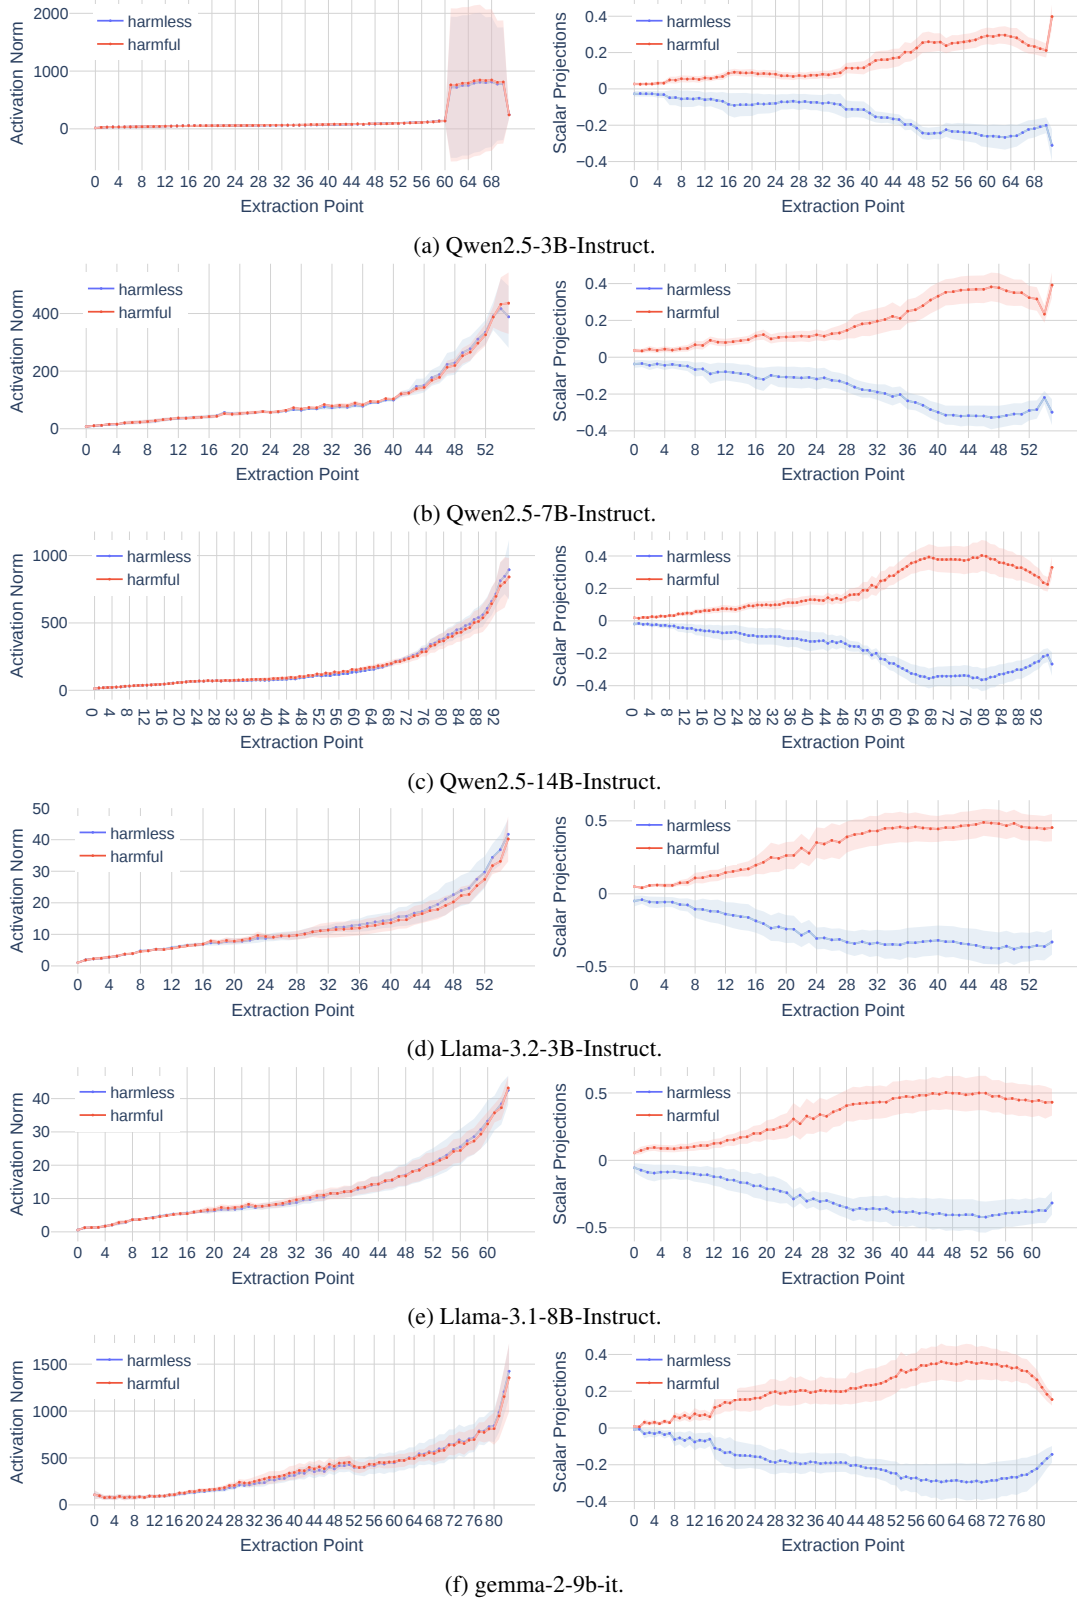 2000
1000
0
Activation Norm
harmless
harmful
0 4 8 12 16 20 24 28 32 36 40 44 48 52 56 60 64 68
Extraction Point
0.4
0.2
0
−0.2
−0.4
Scalar Projections
harmless
harmful
0 4 8 12 16 20 24 28 32 36 40 44 48 52 56 60 64 68
Extraction Point
(a) Qwen2.5-3B-Instruct.
400
200
0
Activation Norm
harmless
harmful
0 4 8 12 16 20 24 28 32 36 40 44 48 52
Extraction Point
0.4
0.2
0
−0.2
−0.4
Scalar Projections
harmless
harmful
0 4 8 12 16 20 24 28 32 36 40 44 48 52
Extraction Point
(b) Qwen2.5-7B-Instruct.
1000
500
0
Activation Norm
harmless
harmful
0 4 8 12 16 20 24 28 32 36 40 44 48 52 56 60 64 68 72 76 80 84 88 92
Extraction Point
0.4
0.2
0
−0.2
−0.4
Scalar Projections
harmless
harmful
0 4 8 12 16 20 24 28 32 36 40 44 48 52 56 60 64 68 72 76 80 84 88 92
Extraction Point
(c) Qwen2.5-14B-Instruct.
50
40
30
20
10
0
Activation Norm
harmless
harmful
0 4 8 12 16 20 24 28 32 36 40 44 48 52
Extraction Point
0.5
0
−0.5
Scalar Projections
harmless
harmful
0 4 8 12 16 20 24 28 32 36 40 44 48 52
Extraction Point
(d) Llama-3.2-3B-Instruct.
40
30
20
10
0
Activation Norm
harmless
harmful
0 4 8 12 16 20 24 28 32 36 40 44 48 52 56 60
Extraction Point
0.5
0
−0.5
Scalar Projections
harmless
harmful
0 4 8 12 16 20 24 28 32 36 40 44 48 52 56 60
Extraction Point
(e) Llama-3.1-8B-Instruct.
1500
1000
500
0
Activation Norm
harmless
harmful
0 4 8 12 16 20 24 28 32 36 40 44 48 52 56 60 64 68 72 76 80
Extraction Point
0.4
0.2
0
−0.2
−0.4
Scalar Projections
harmless
harmful
0 4 8 12 16 20 24 28 32 36 40 44 48 52 56 60 64 68 72 76 80
Extraction Point
(f) gemma-2-9b-it.